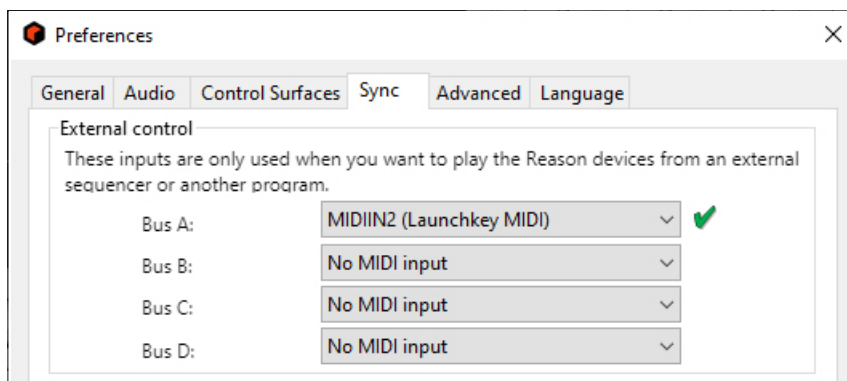 Preferences
General Audio Control Surfaces Sync Advanced Language
External control
These inputs are only used when you want to play the Reason devices from an external
sequencer or another program.
Bus A: MIDIIN2 (Launchkey MIDI)
Bus B: No MIDI input
Bus C: No MIDI input
Bus D: No MIDI input